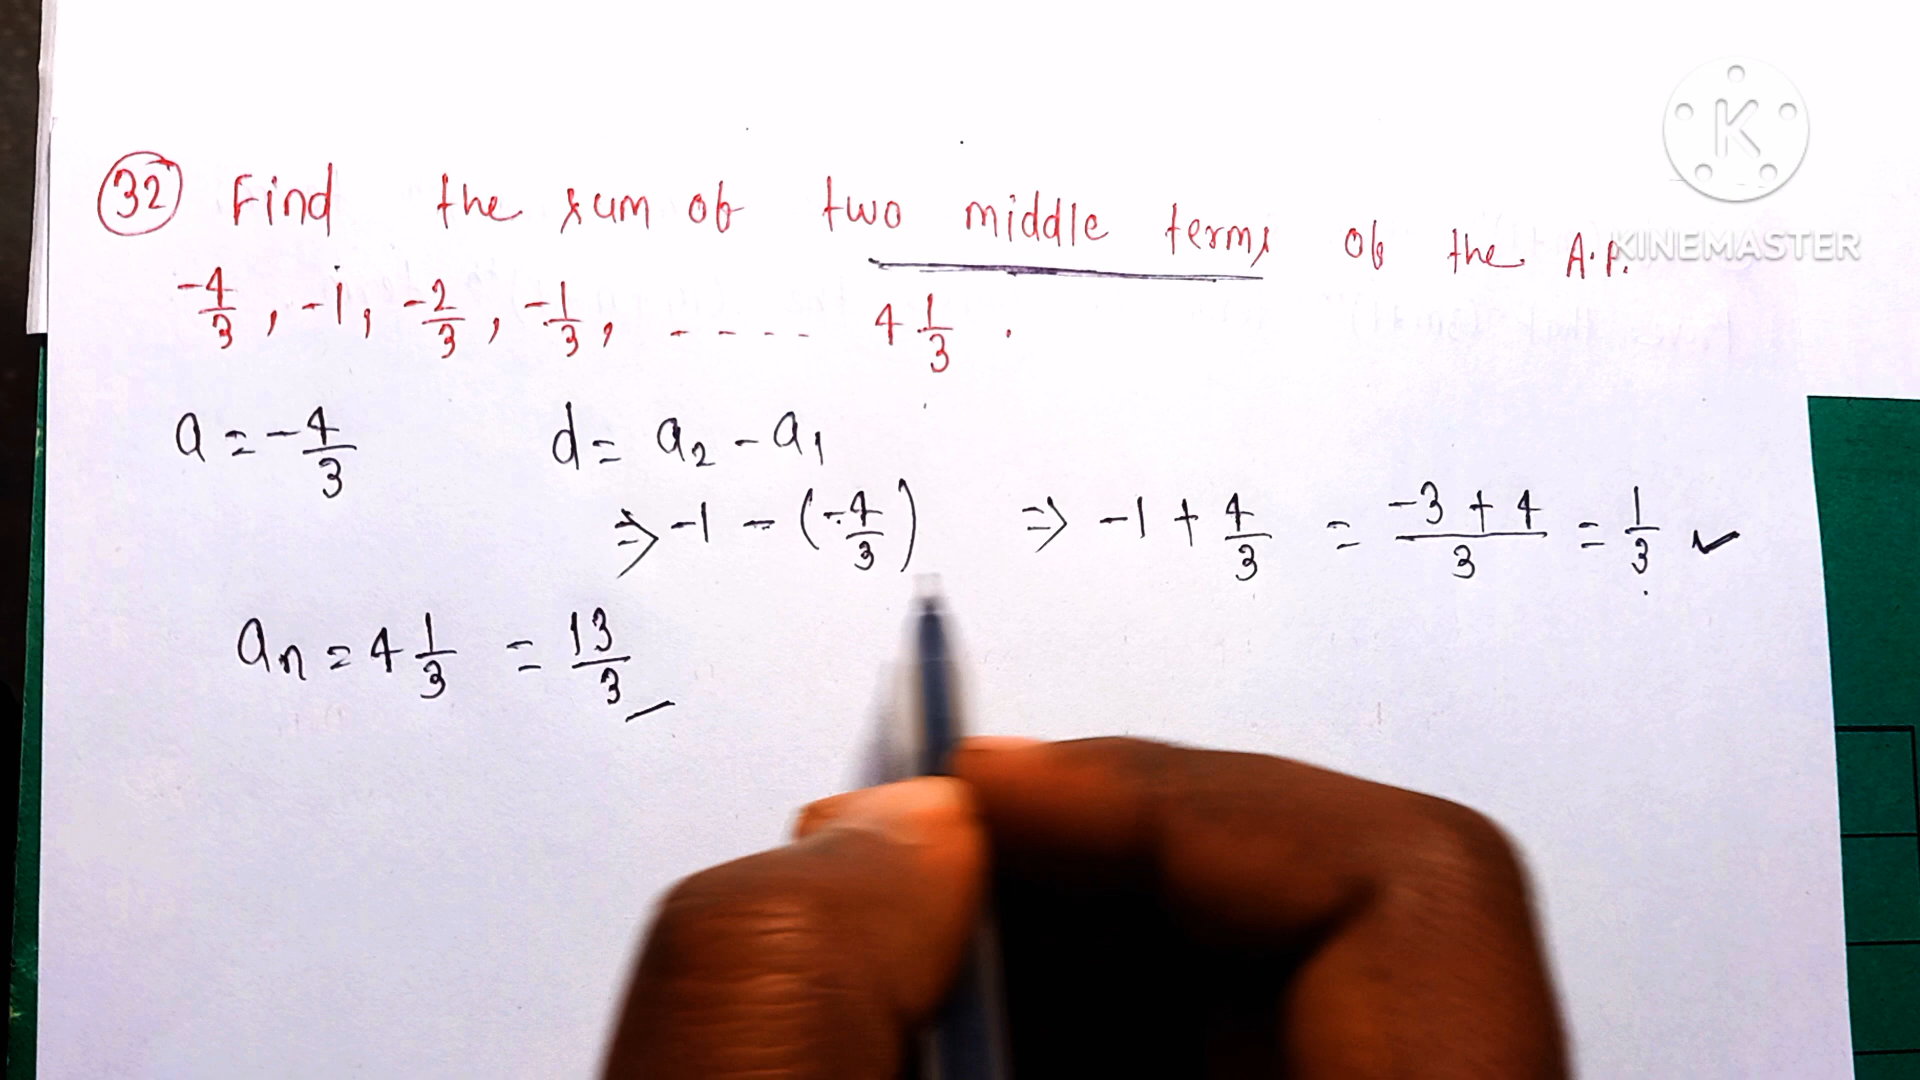 32 Find the sum of two middle terms of the A.P.
-4/3, -1, -2/3, -1/3, - - - - 4 1/3 .
a = -4/3 d = a2 - a1
⇒ -1 - (-4/3) ⇒ -1 + 4/3 = -3 + 4/3 = 1/3 ✓
an = 4 1/3 = 13/3
K
KINEMASTER